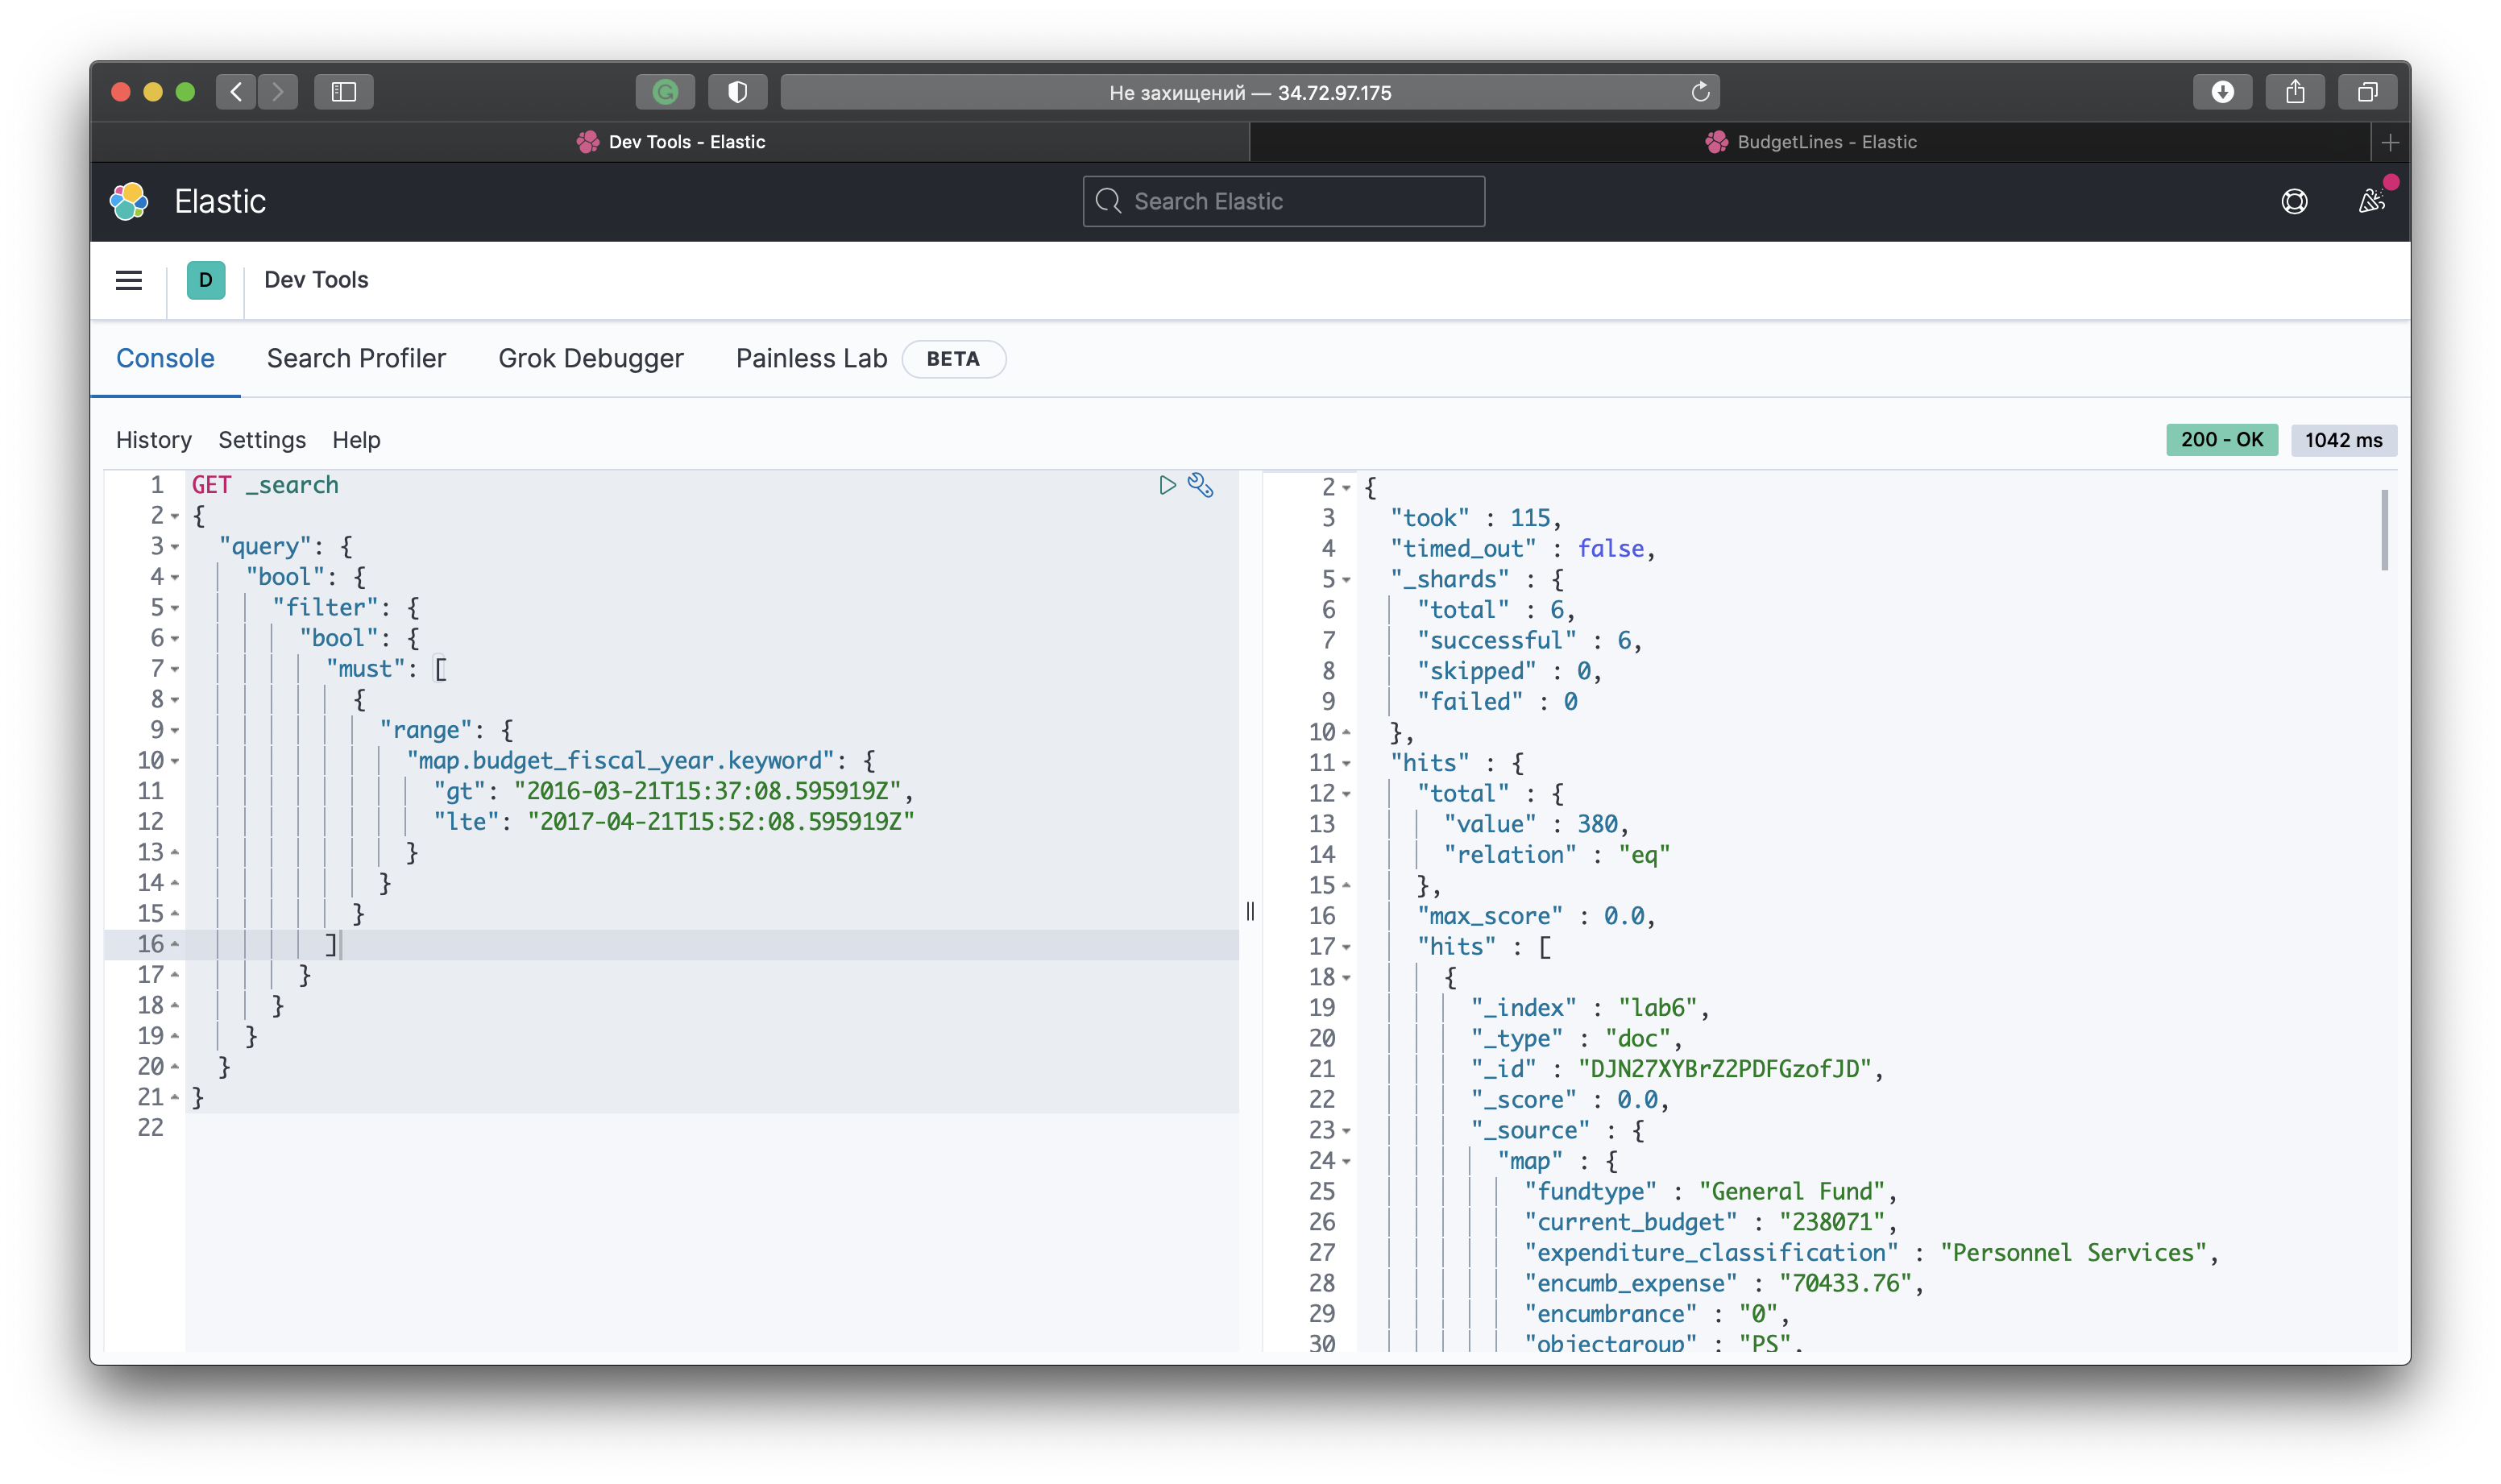 Не захищений — 34.72.97.175
Dev Tools - Elastic
BudgetLines - Elastic
Elastic
Search Elastic
D
Dev Tools
Console
Search Profiler
Grok Debugger
Painless Lab
BETA
History
Settings
Help
200 - OK
1042 ms
1 GET _search
2 {
3 "query": {
4 "bool": {
5 "filter": {
6 "bool": {
7 "must": [
8 {
9 "range": {
10 "map.budget_fiscal_year.keyword": {
11 "gt": "2016-03-21T15:37:08.595919Z",
12 "lte": "2017-04-21T15:52:08.595919Z"
13 }
14 }
15 }
16 ]
17 }
18 }
19 }
20 }
21 }
22
2 {
3 "took" : 115,
4 "timed_out" : false,
5 "_shards" : {
6 "total" : 6,
7 "successful" : 6,
8 "skipped" : 0,
9 "failed" : 0
10 },
11 "hits" : {
12 "total" : {
13 "value" : 380,
14 "relation" : "eq"
15 },
16 "max_score" : 0.0,
17 "hits" : [
18 {
19 "_index" : "lab6",
20 "_type" : "doc",
21 "_id" : "DJN27XYBrZ2PDFGzofJD",
22 "_score" : 0.0,
23 "_source" : {
24 "map" : {
25 "fundtype" : "General Fund",
26 "current_budget" : "238071",
27 "expenditure_classification" : "Personnel Services",
28 "encumb_expense" : "70433.76",
29 "encumbrance" : "0",
30 "objectgroup" : "PS",